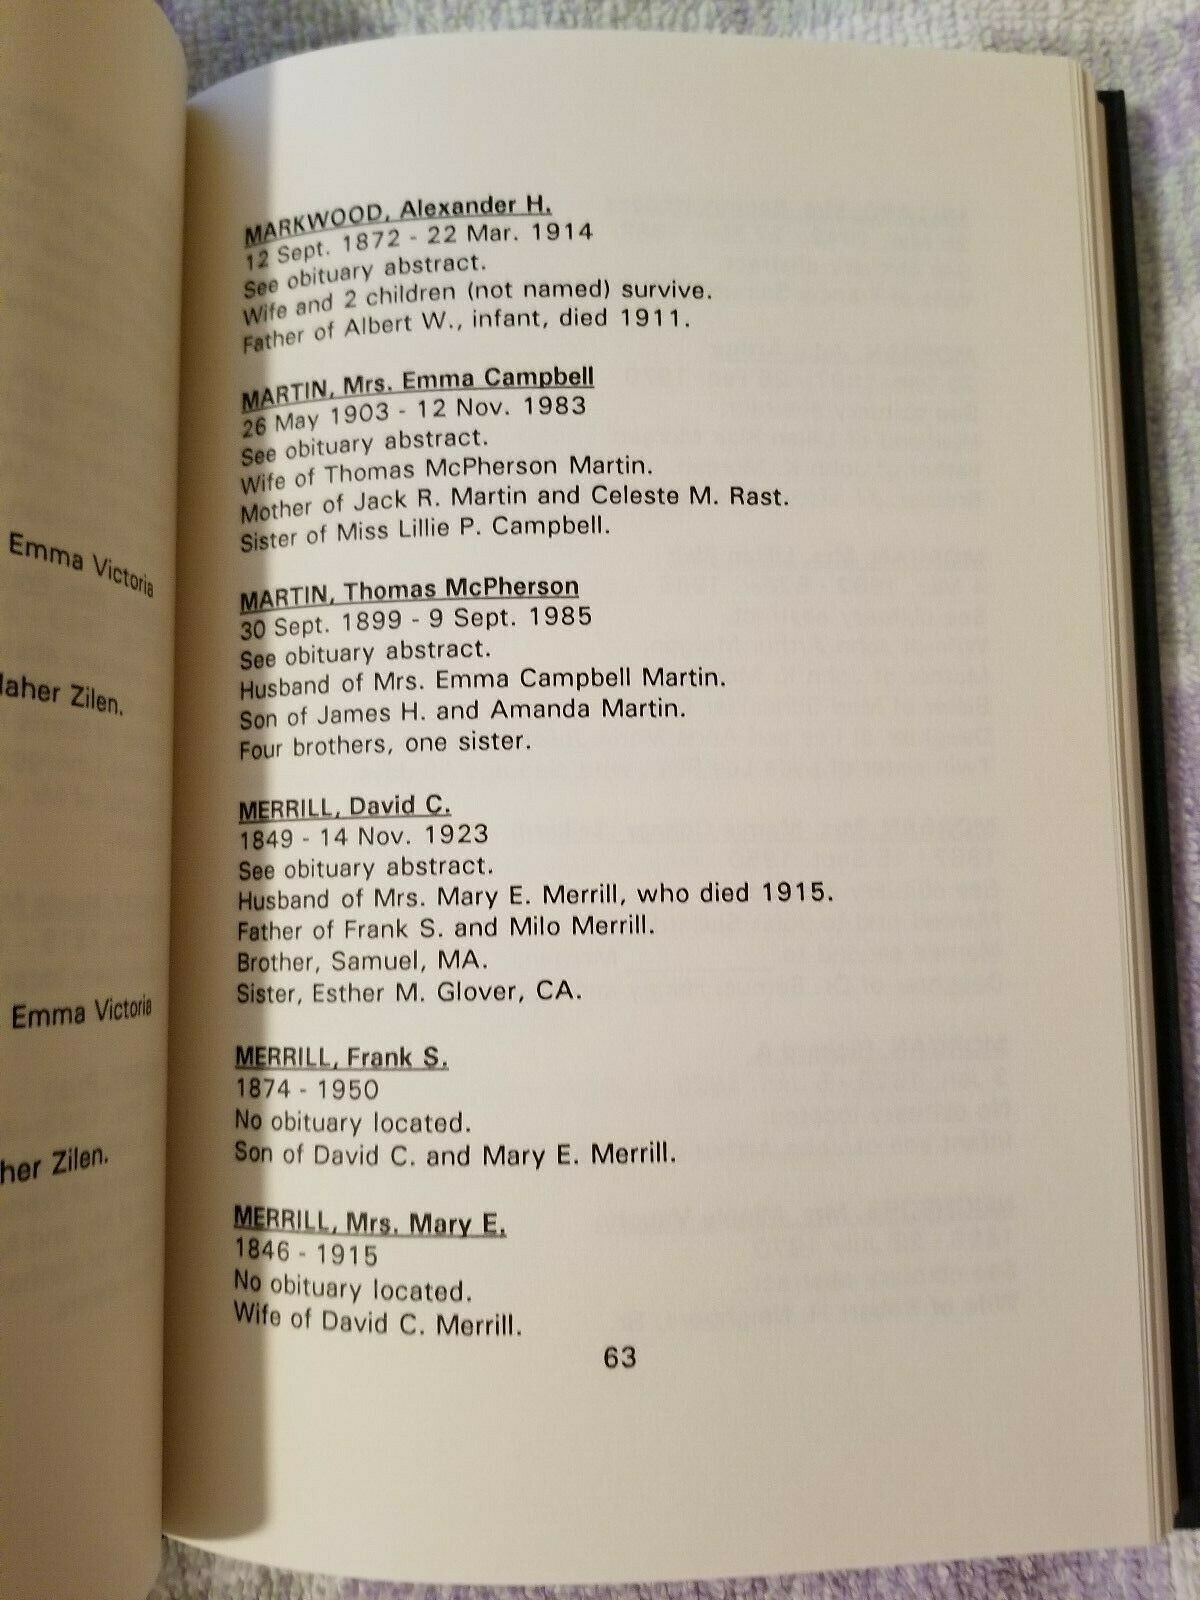 Emma Victoria
Zilen.
Emma Victoria
Zilen.
MARKWOOD, Alexander H.
12 Sept. 1872 - 22 Mar. 1914
See obituary abstract.
Wife and 2 children (not named) survive.
Father of Albert W., infant, died 1911.
MARTIN, Mrs. Emma Campbell
26 May 1903 - 12 Nov. 1983
See obituary abstract.
Wife of Thomas McPherson Martin.
Mother of Jack R. Martin and Celeste M. Rast.
Sister of Miss Lillie P. Campbell.
MARTIN, Thomas McPherson
30 Sept. 1899 - 9 Sept. 1985
See obituary abstract.
Husband of Mrs. Emma Campbell Martin.
Son of James H. and Amanda Martin.
Four brothers, one sister.
MERRILL, David C.
1849 - 14 Nov. 1923
See obituary abstract.
Husband of Mrs. Mary E. Merrill, who died 1915.
Father of Frank S. and Milo Merrill.
Brother, Samuel, MA.
Sister, Esther M. Glover, CA.
MERRILL, Frank S.
1874 - 1950
No obituary located.
Son of David C. and Mary E. Merrill.
MERRILL, Mrs. Mary E.
1846 - 1915
No obituary located.
Wife of David C. Merrill.
63